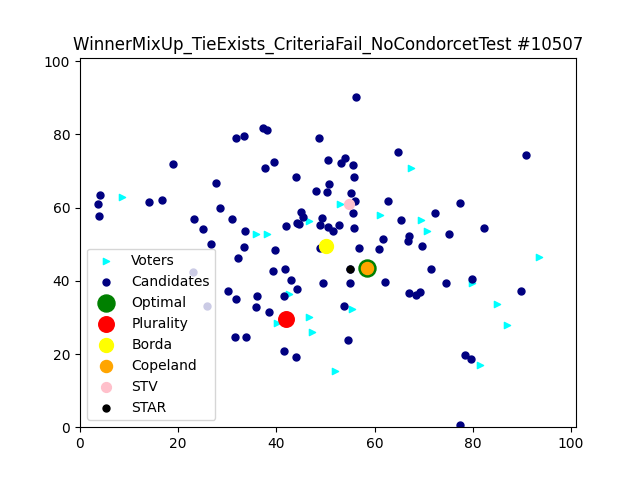 WinnerMixUp_TieExists_CriteriaFail_NoCondorcetTest #10507
100
80
60
40
20
0
Voters
Candidates
Optimal
Plurality
Borda
Copeland
STV
STAR
0 20 40 60 80 100